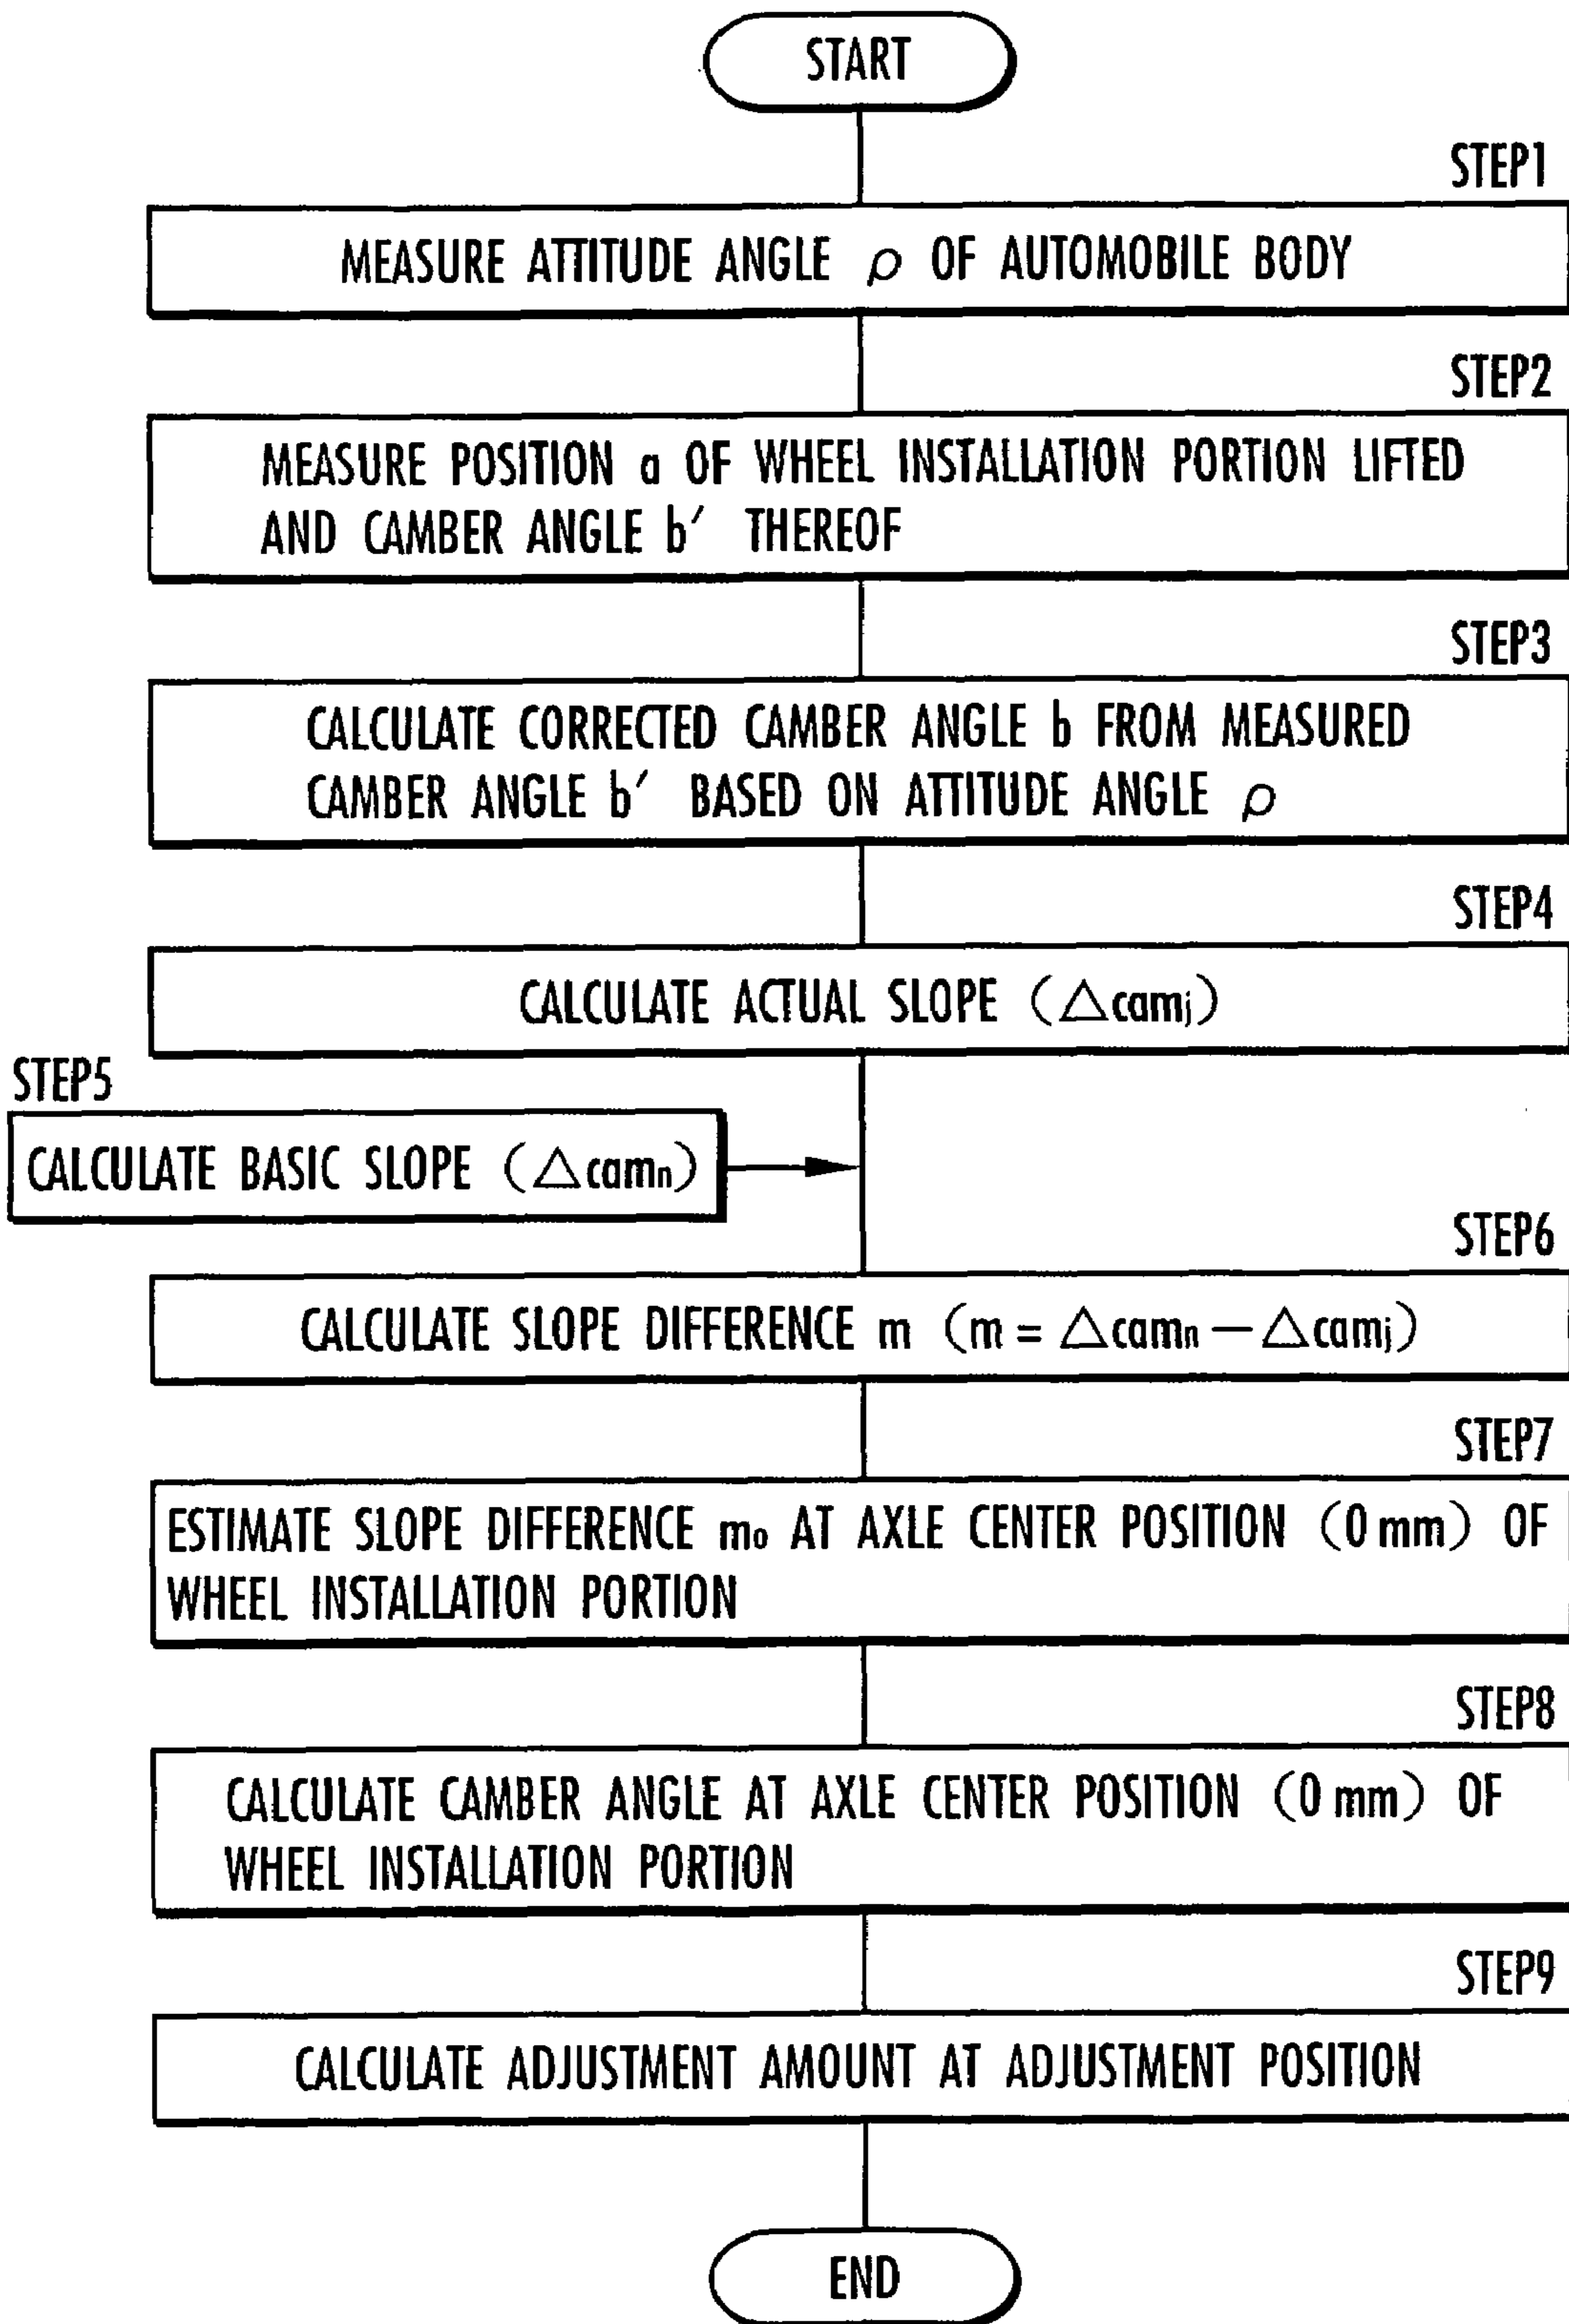 START
STEP1
MEASURE ATTITUDE ANGLE ρ OF AUTOMOBILE BODY
STEP2
MEASURE POSITION a OF WHEEL INSTALLATION PORTION LIFTED
AND CAMBER ANGLE b′ THEREOF
STEP3
CALCULATE CORRECTED CAMBER ANGLE b FROM MEASURED
CAMBER ANGLE b′ BASED ON ATTITUDE ANGLE ρ
STEP4
CALCULATE ACTUAL SLOPE (△camj)
STEP5
CALCULATE BASIC SLOPE (△camn)
STEP6
CALCULATE SLOPE DIFFERENCE m (m = △camn − △camj)
STEP7
ESTIMATE SLOPE DIFFERENCE m₀ AT AXLE CENTER POSITION (0 mm) OF
WHEEL INSTALLATION PORTION
STEP8
CALCULATE CAMBER ANGLE AT AXLE CENTER POSITION (0 mm) OF
WHEEL INSTALLATION PORTION
STEP9
CALCULATE ADJUSTMENT AMOUNT AT ADJUSTMENT POSITION
END